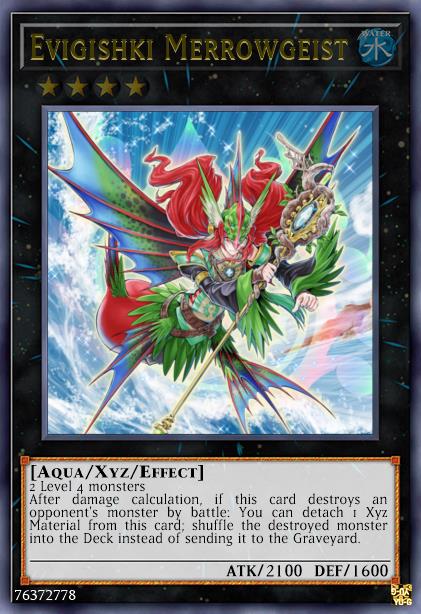 Evigishki Merrowgeist
WATER
水
[Aqua/Xyz/Effect]
2 Level 4 monsters
After damage calculation, if this card destroys an
opponent's monster by battle: You can detach 1 Xyz
Material from this card; shuffle the destroyed monster
into the Deck instead of sending it to the Graveyard.
ATK/2100 DEF/1600
76372778